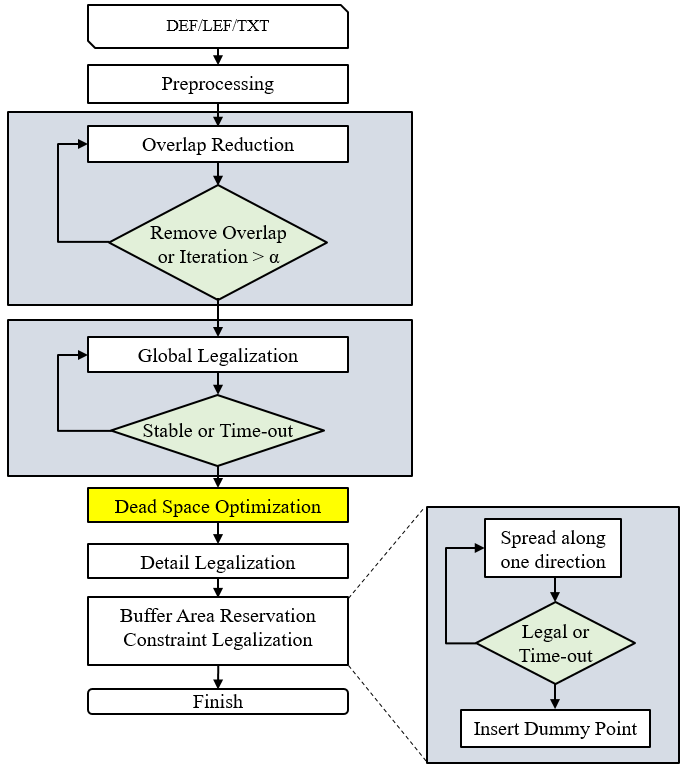 DEF/LEF/TXT
Preprocessing
Overlap Reduction
Remove Overlap
or Iteration > α
Global Legalization
Stable or Time-out
Dead Space Optimization
Detail Legalization
Buffer Area Reservation
Constraint Legalization
Finish
Spread along
one direction
Legal or
Time-out
Insert Dummy Point